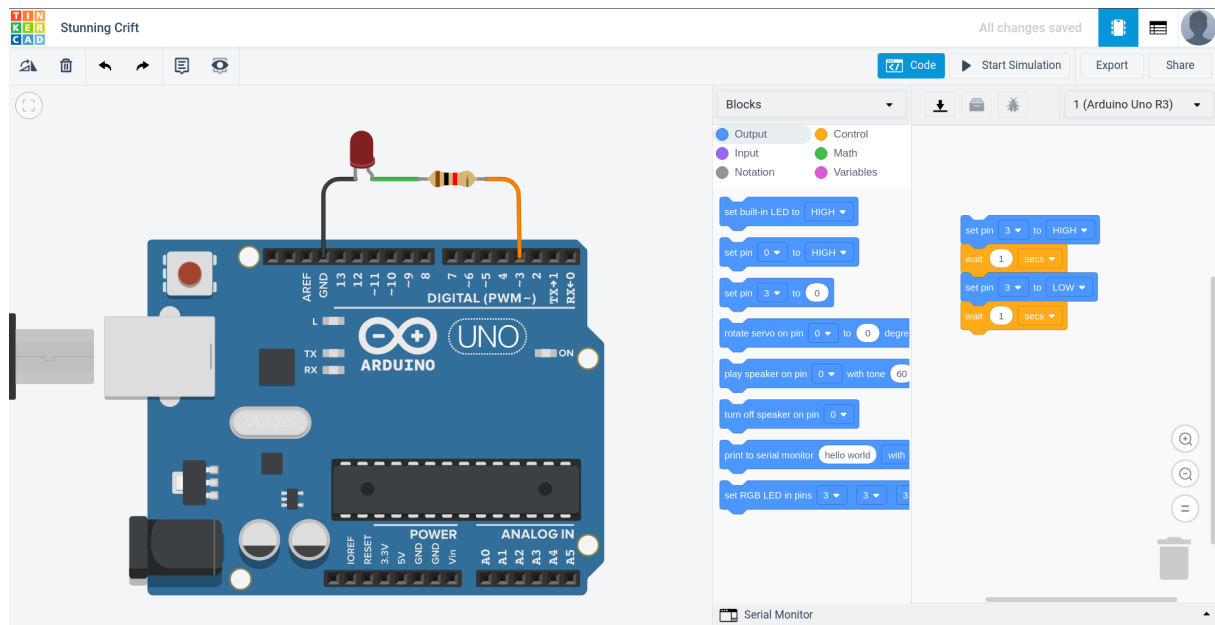 TIN
KER
CAD
Stunning Crift
All changes saved
Code
Start Simulation
Export
Share
Blocks
1 (Arduino Uno R3)
Output
Control
Input
Math
Notation
Variables
set built-in LED to HIGH
set pin 0 to HIGH
set pin 3 to 0
rotate servo on pin 0 to 0 degre
play speaker on pin 0 with tone 60
turn off speaker on pin 0
print to serial monitor hello world with
set RGB LED in pins 3 3 3
set pin 3 to HIGH
wait 1 secs
set pin 3 to LOW
wait 1 secs
AREF
GND
13
12
~11
~10
~9
8
7
~6
~5
4
~3
2
TX→1
RX←0
DIGITAL (PWM~)
L
TX
RX
UNO
ARDUINO
ON
POWER
ANALOG IN
IOREF
RESET
3.3V
5V
GND
GND
Vin
A0
A1
A2
A3
A4
A5
Serial Monitor